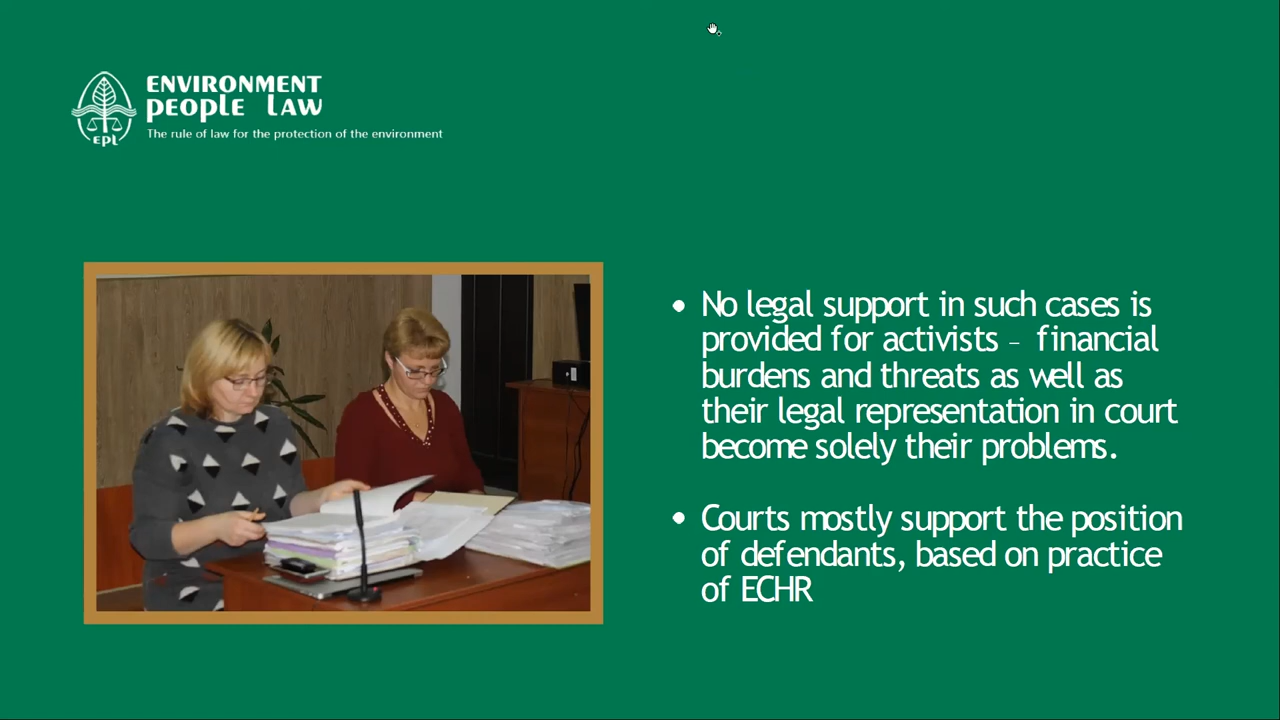 ENVIRONMENT
PEOPLE LAW
The rule of law for the protection of the environment
EPL
• No legal support in such cases is
provided for activists – financial
burdens and threats as well as
their legal representation in court
become solely their problems.
• Courts mostly support the position
of defendants, based on practice
of ECHR